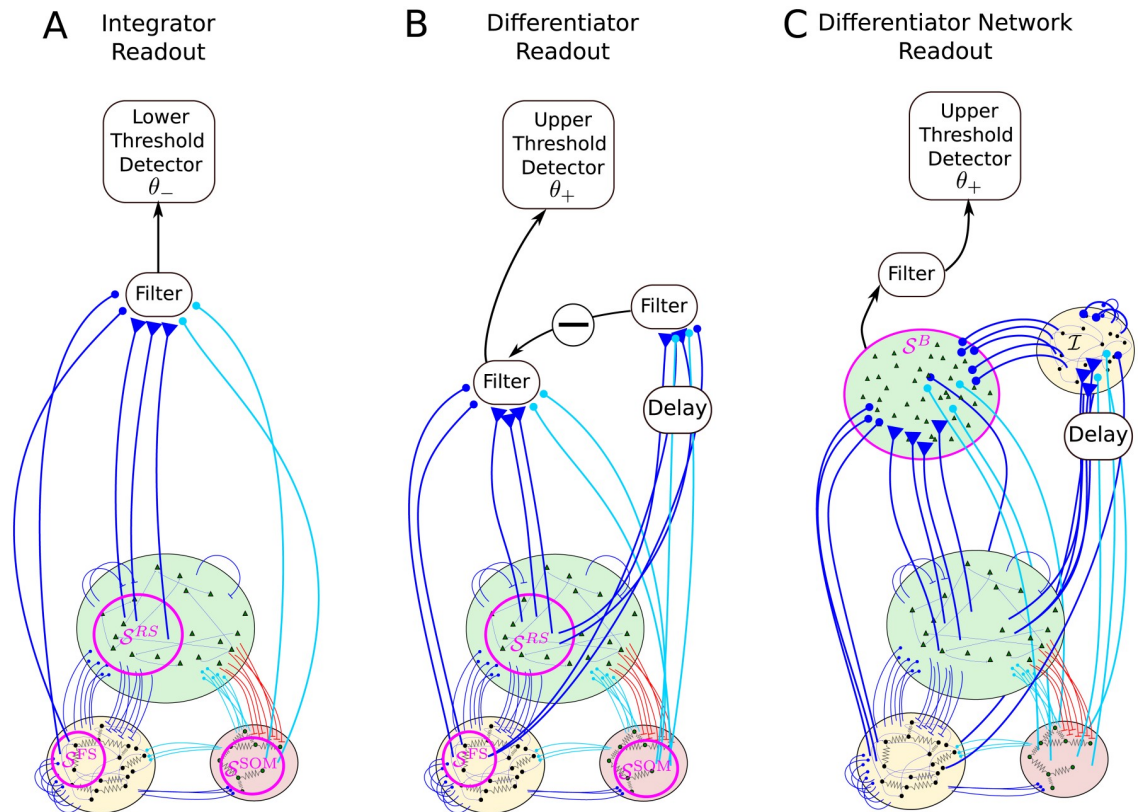 A
Integrator
Readout
Lower
Threshold
Detector
θ₋
Filter
𝒮^RS
𝒮^FS
𝒮^SOM
B
Differentiator
Readout
Upper
Threshold
Detector
θ₊
Filter
−
Filter
Delay
𝒮^RS
𝒮^FS
𝒮^SOM
C
Differentiator Network
Readout
Upper
Threshold
Detector
θ₊
Filter
𝒮^B
ℐ
Delay